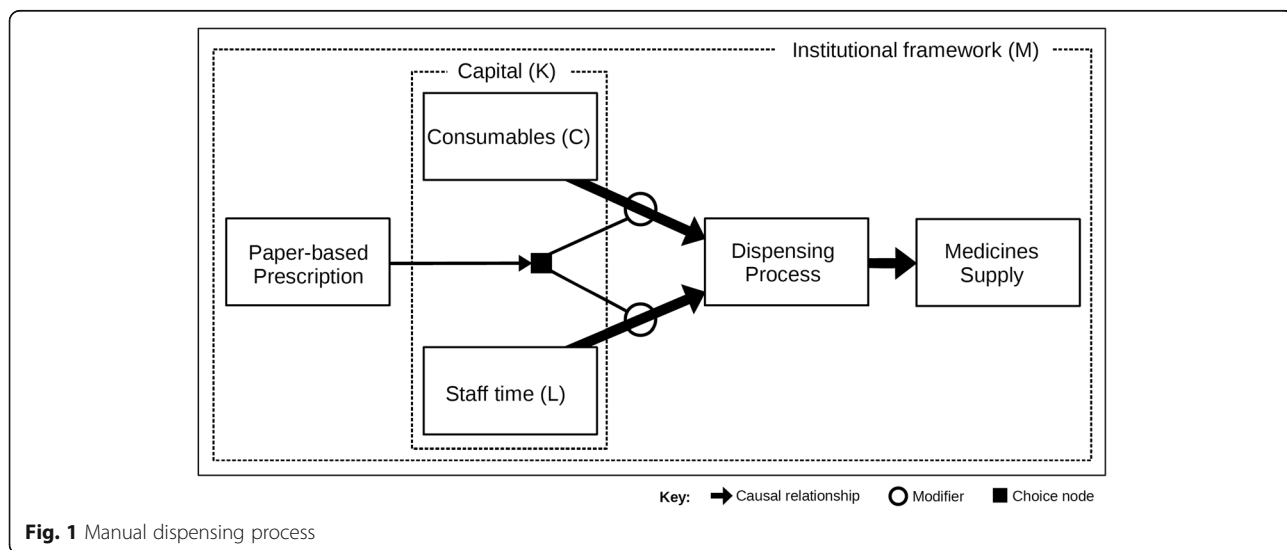 Institutional framework (M)
Capital (K)
Consumables (C)
Paper-based
Prescription
Dispensing
Process
Medicines
Supply
Staff time (L)
Key: Causal relationship Modifier Choice node
Fig. 1 Manual dispensing process